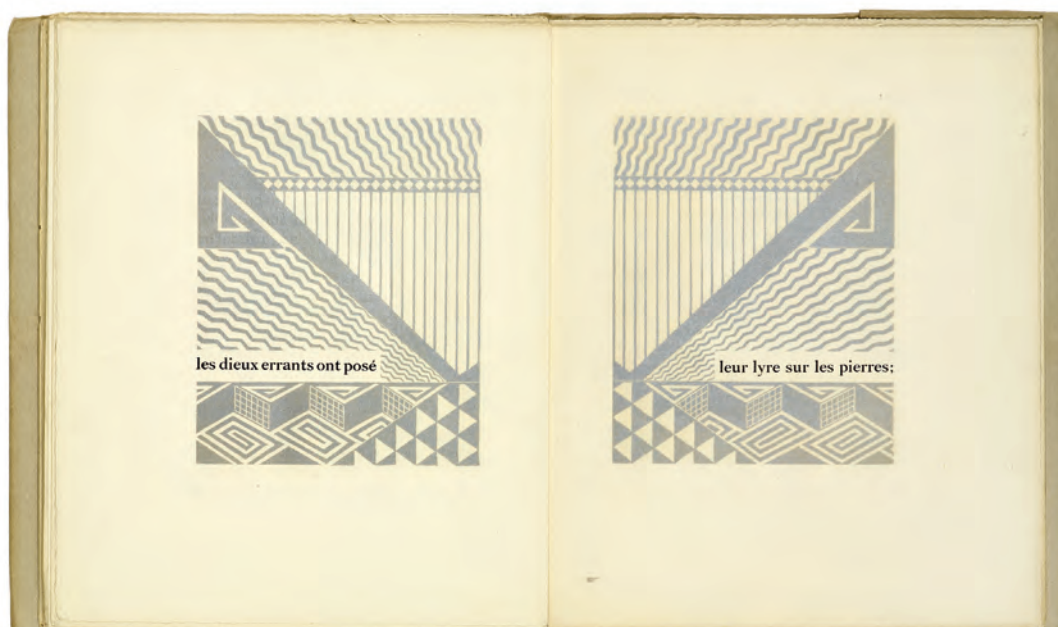 les dieux errants ont posé
leur lyre sur les pierres;